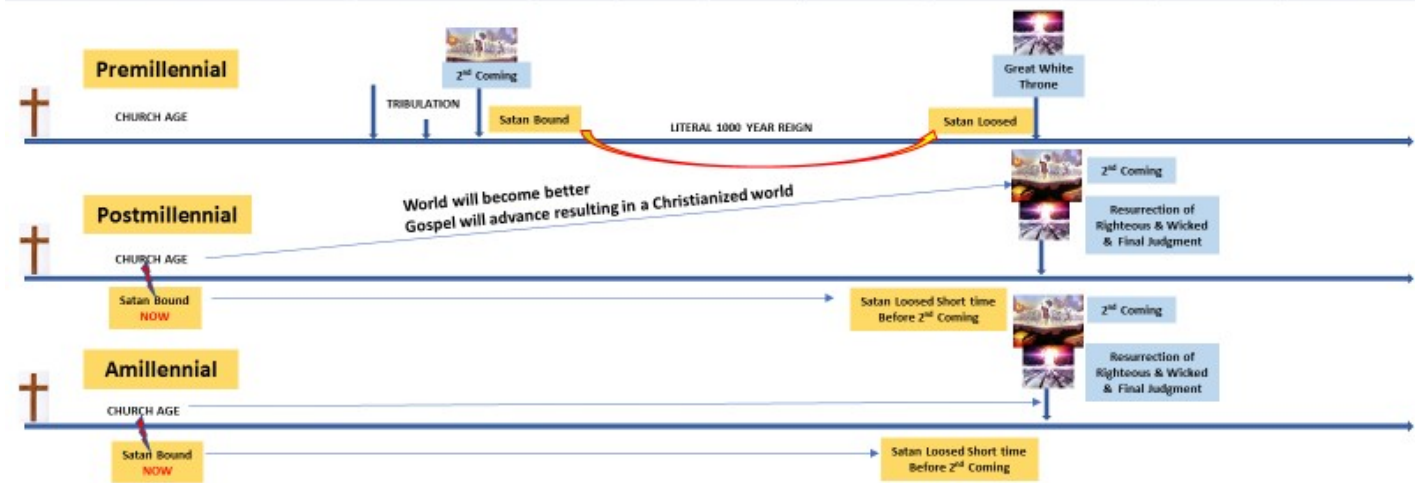 Premillennial
CHURCH AGE
TRIBULATION
2nd Coming
Satan Bound
LITERAL 1000 YEAR REIGN
Satan Loosed
Great White
Throne
Postmillennial
CHURCH AGE
Satan Bound
NOW
World will become better
Gospel will advance resulting in a Christianized world
Satan Loosed Short time
Before 2nd Coming
2nd Coming
Resurrection of
Righteous & Wicked
& Final Judgment
Amillennial
CHURCH AGE
Satan Bound
NOW
Satan Loosed Short time
Before 2nd Coming
2nd Coming
Resurrection of
Righteous & Wicked
& Final Judgment